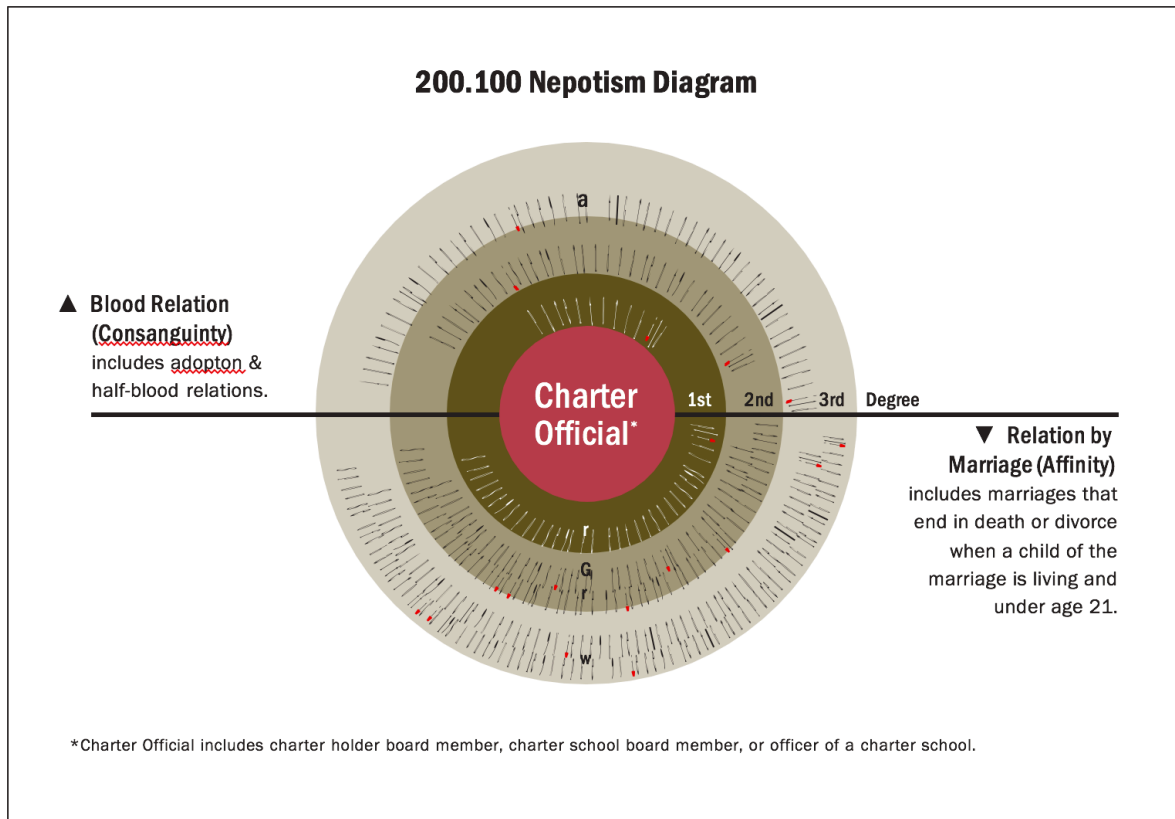 200.100 Nepotism Diagram
a
▲ Blood Relation
(Consanguinty)
includes adopton &
half-blood relations.
Charter
Official*
1st 2nd 3rd Degree
▼ Relation by
Marriage (Affinity)
includes marriages that
end in death or divorce
when a child of the
marriage is living and
under age 21.
r
G
r
w
*Charter Official includes charter holder board member, charter school board member, or officer of a charter school.